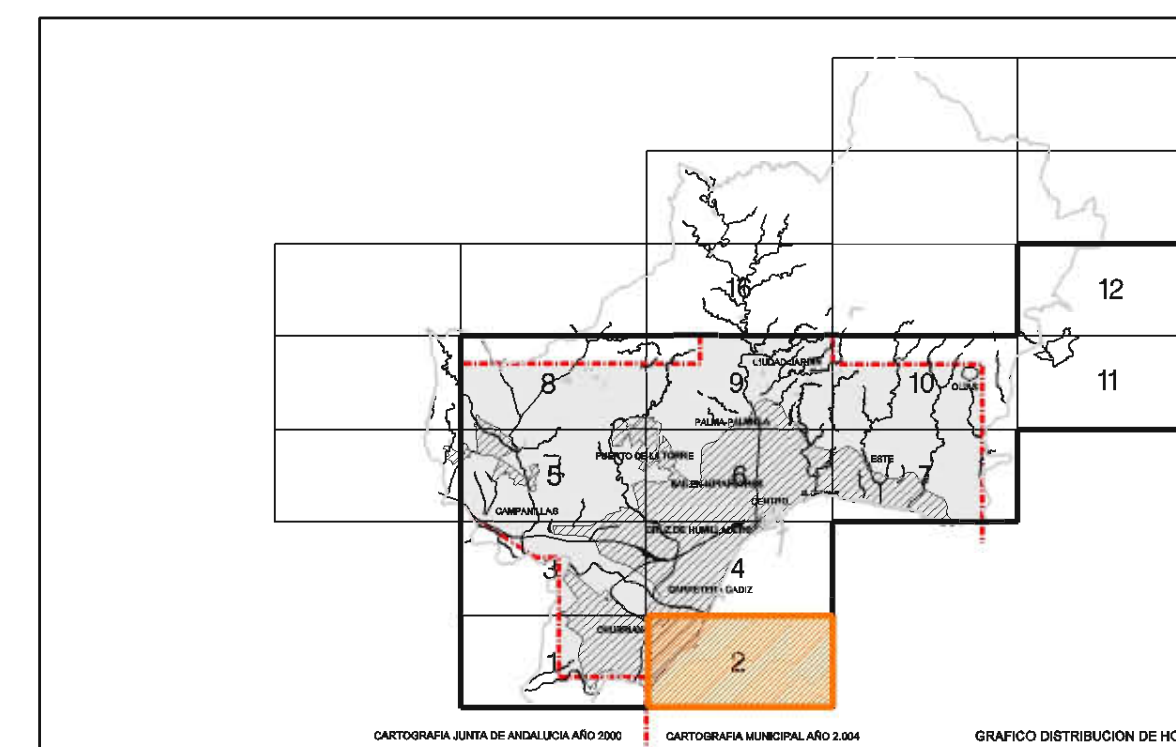 16
12
CIUDAD JARDIN
8
9
10
OLIAS
11
PALMA-PALMILLA
PUERTO DE LA TORRE
ESTE
5
6
7
CENTRO
CAMPANILLAS
CRUZ DE HUMILLADERO
3
4
CARRETERA CADIZ
CHURRIANA
1
2
CARTOGRAFIA JUNTA DE ANDALUCIA AÑO 2000
CARTOGRAFIA MUNICIPAL AÑO 2.004
GRAFICO DISTRIBUCION DE HO